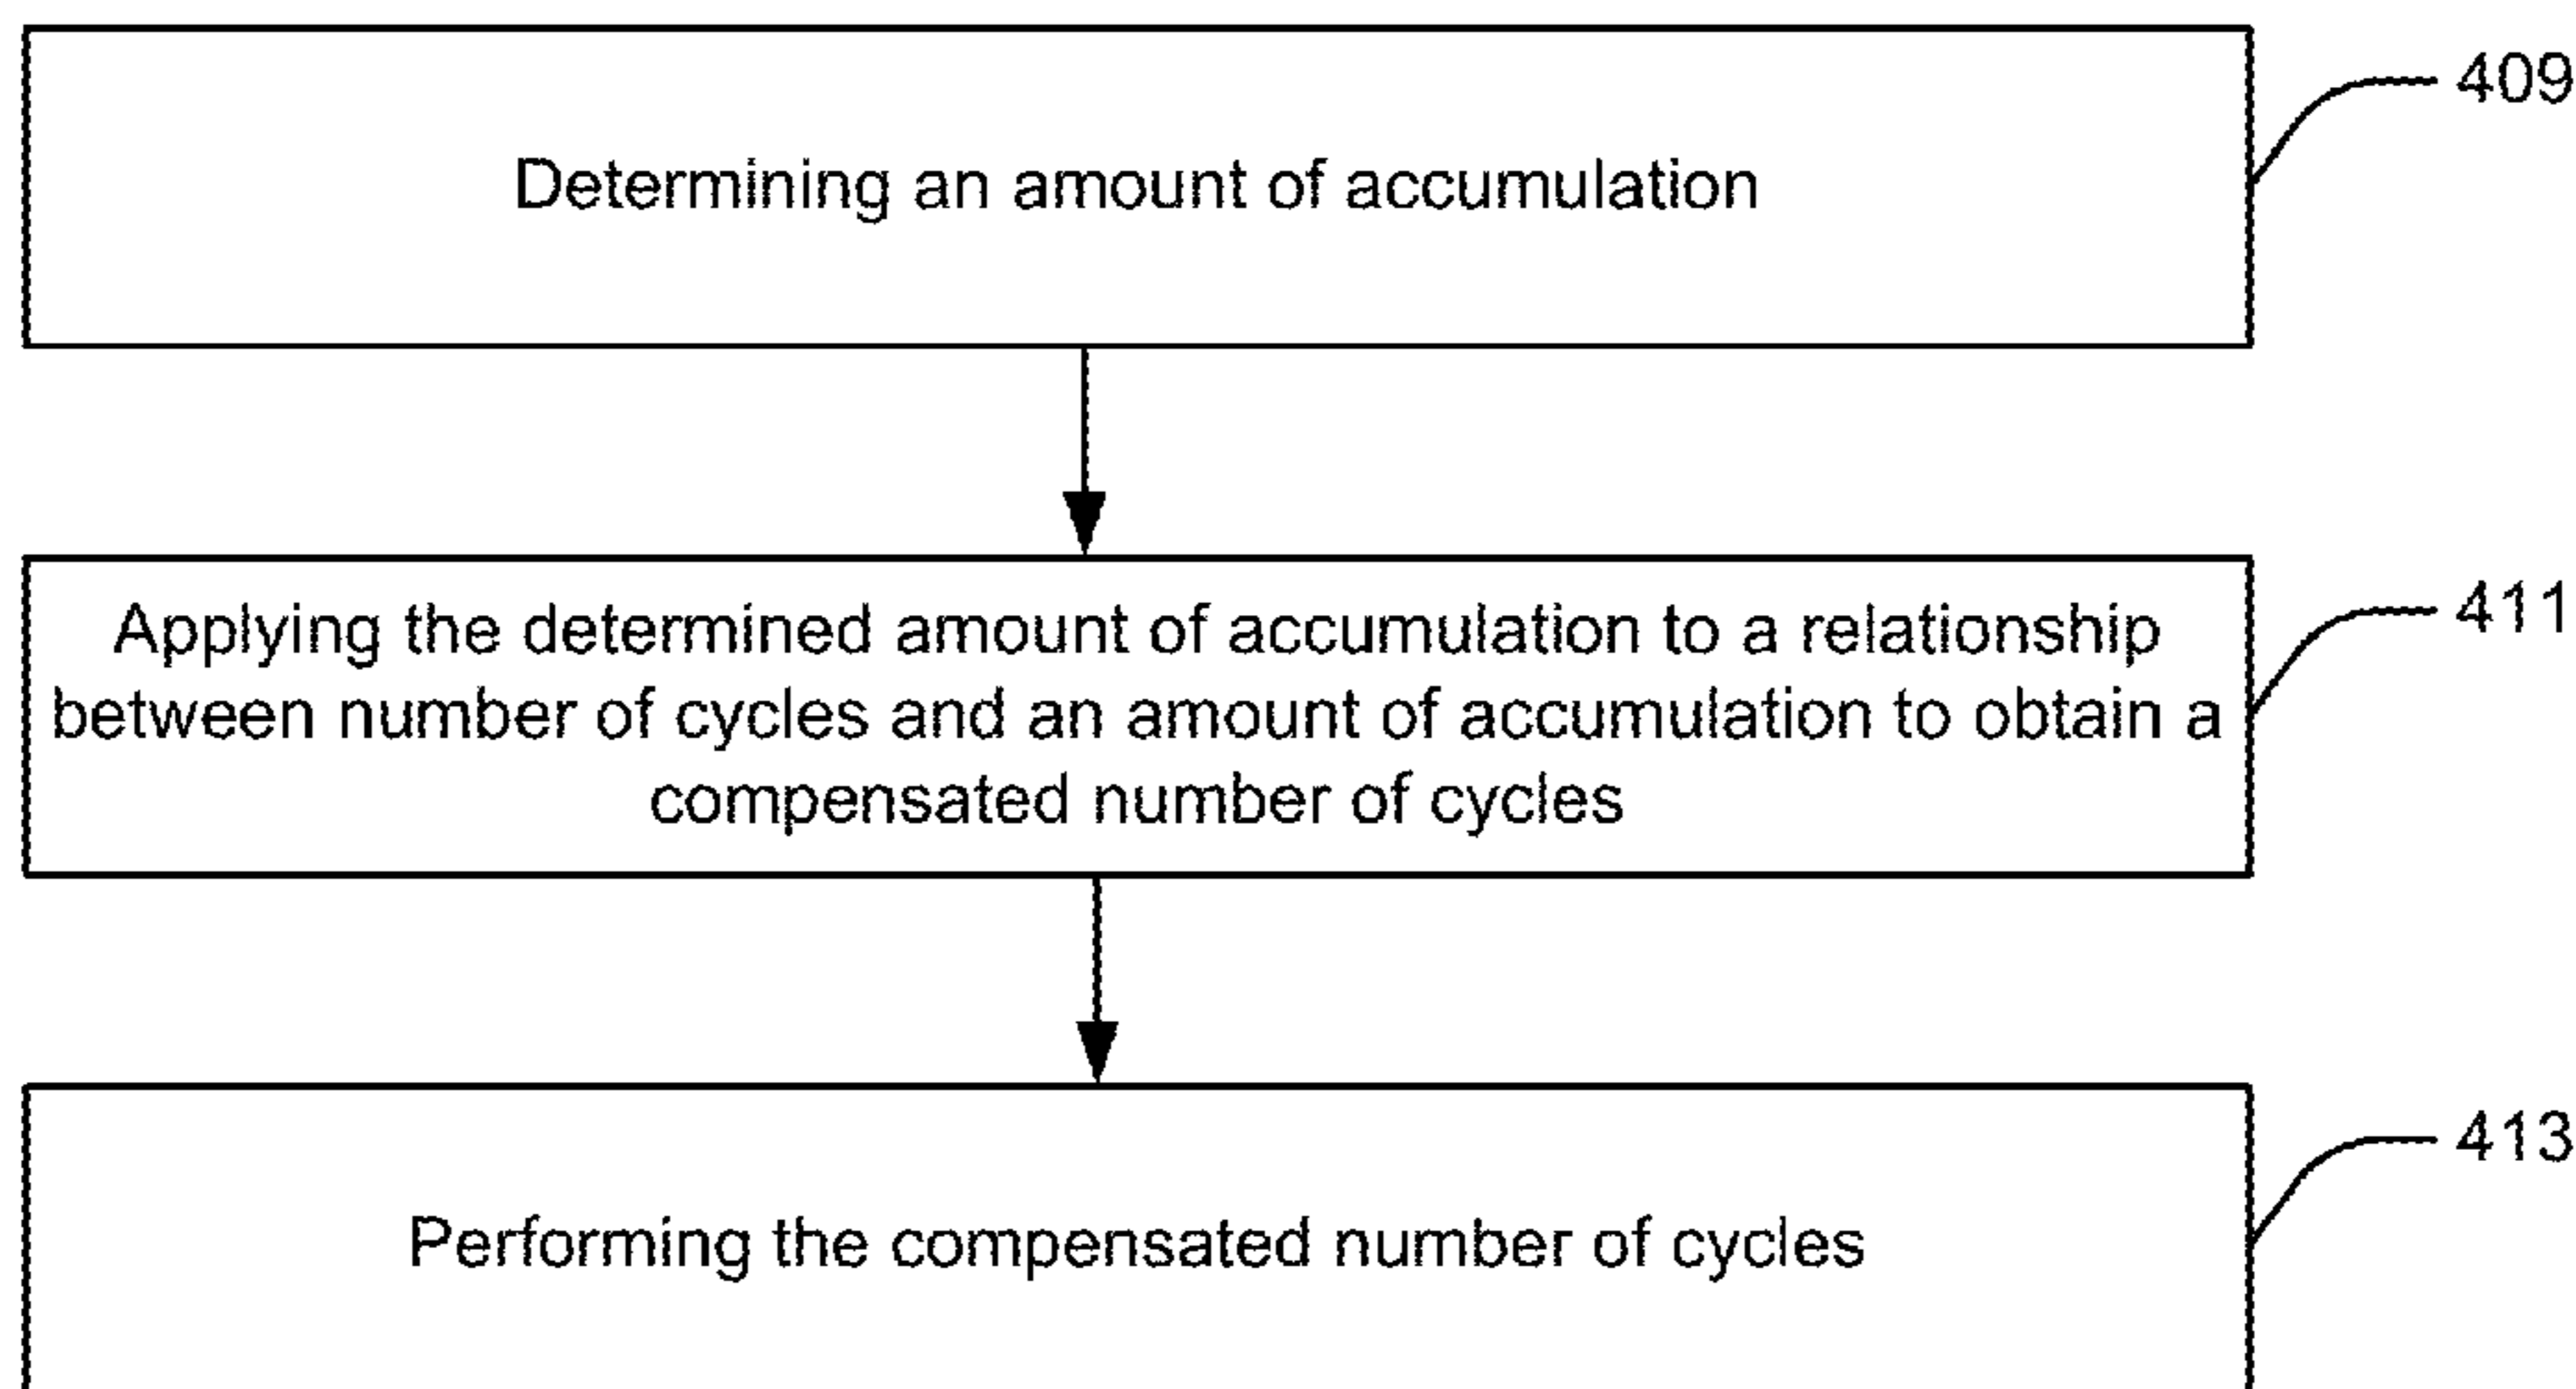 409
Determining an amount of accumulation
411
Applying the determined amount of accumulation to a relationship
between number of cycles and an amount of accumulation to obtain a
compensated number of cycles
413
Performing the compensated number of cycles